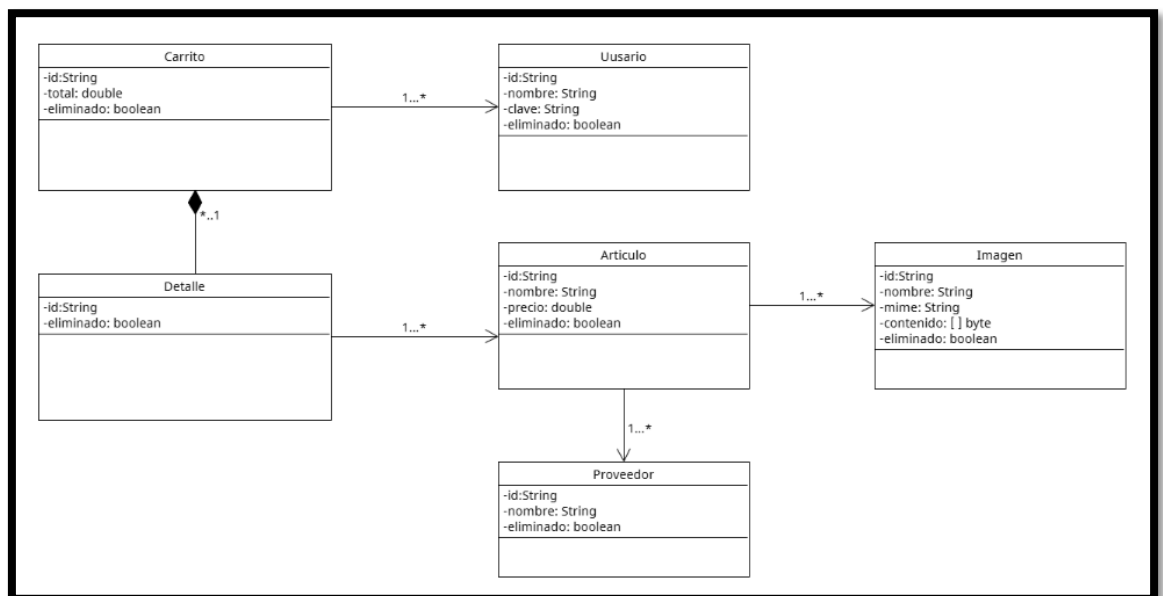 Carrito
-id:String
-total: double
-eliminado: boolean
1...*
Uusario
-id:String
-nombre: String
-clave: String
-eliminado: boolean
*..1
Detalle
-id:String
-eliminado: boolean
1...*
Articulo
-id:String
-nombre: String
-precio: double
-eliminado: boolean
1...*
Imagen
-id:String
-nombre: String
-mime: String
-contenido: [ ] byte
-eliminado: boolean
1...*
Proveedor
-id:String
-nombre: String
-eliminado: boolean